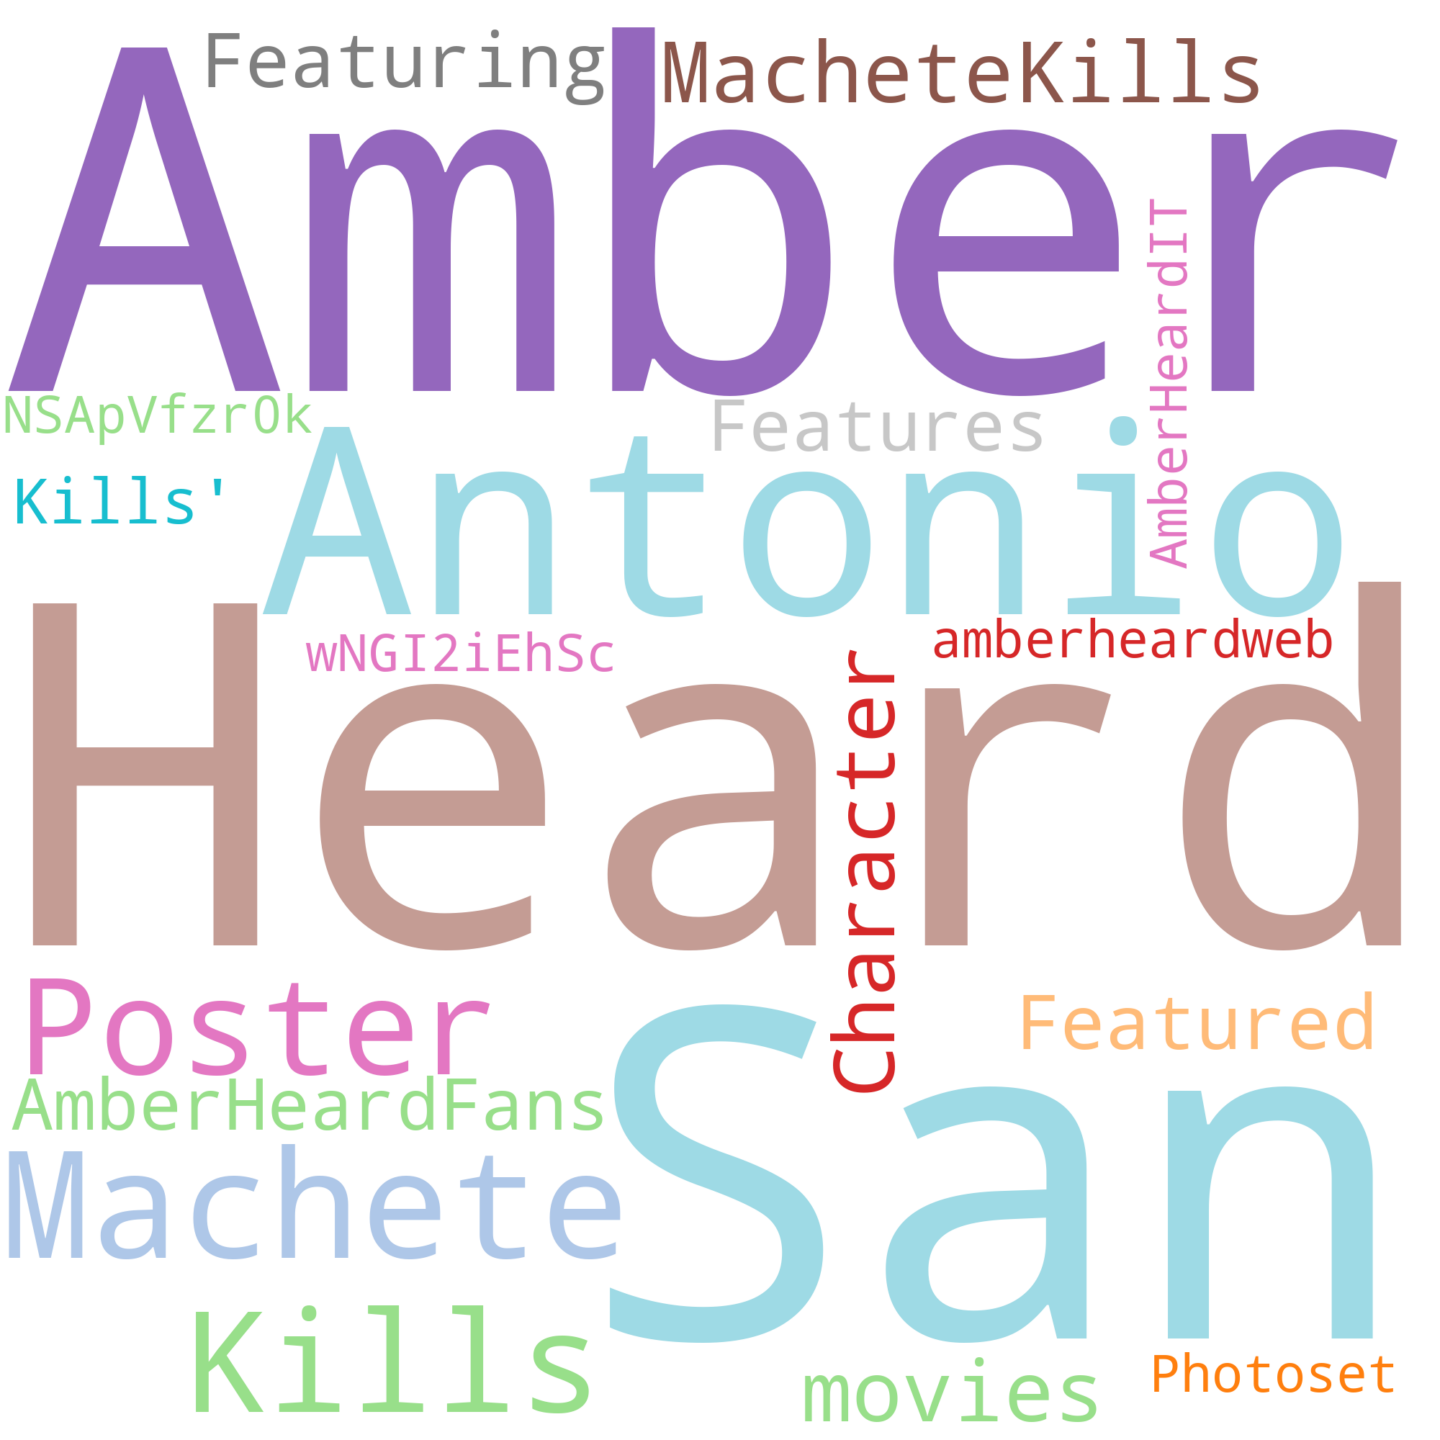 Featuring
MacheteKills
Amber
AmberHeardIT
NSApVfzrOk
Features
Kills'
Antonio
wNGI2iEhSc
amberheardweb
Heard
Character
Poster
Featured
AmberHeardFans
San
Machete
Kills
movies
Photoset